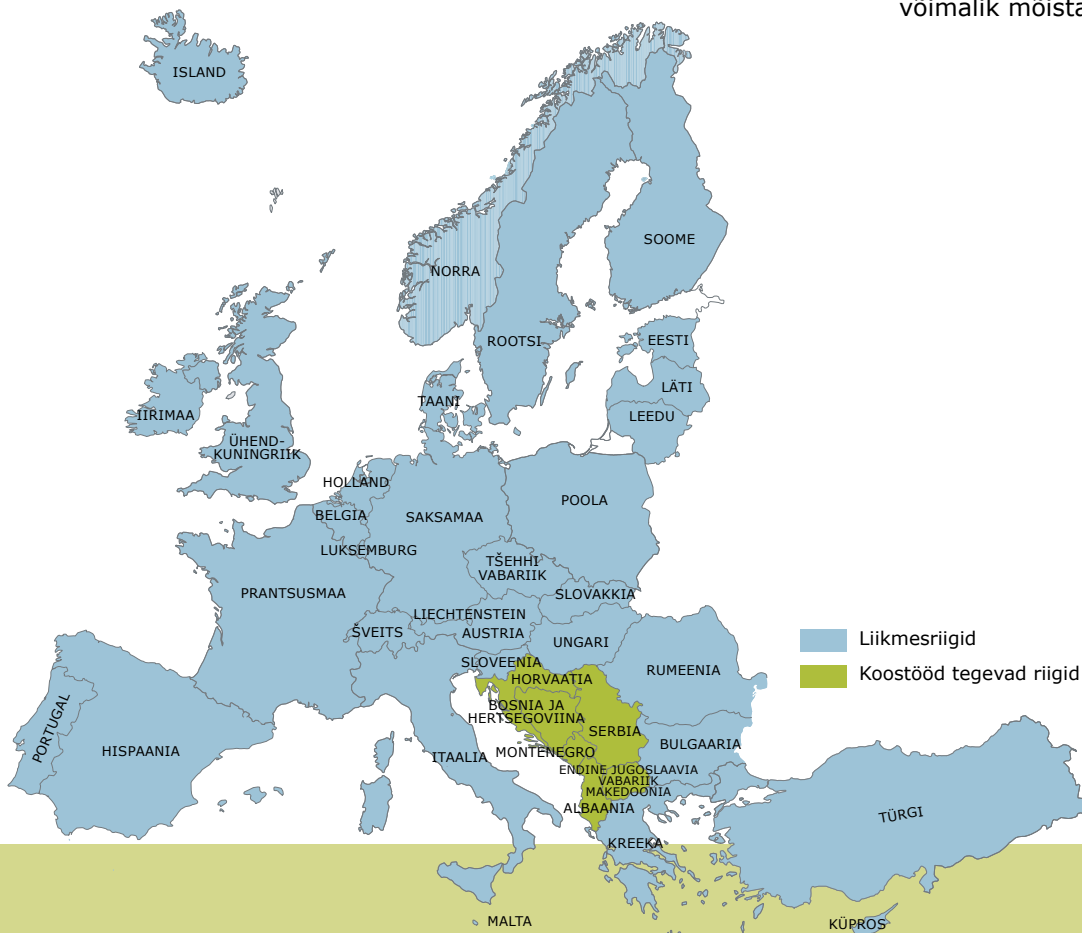 võimalik mõista
ISLAND
SOOME
NORRA
ROOTSI
EESTI
LÄTI
TAANI
LEEDU
IIRIMAA
ÜHEND-
KUNINGRIIK
HOLLAND
POOLA
BELGIA
SAKSAMAA
LUKSEMBURG
TŠEHHI
VABARIIK
PRANTSUSMAA
SLOVAKKIA
LIECHTENSTEIN
ŠVEITS
AUSTRIA
UNGARI
Liikmesriigid
SLOVEENIA
RUMEENIA
Koostööd tegevad riigid
HORVAATIA
BOSNIA JA
HERTSEGOVIINA
PORTUGAL
SERBIA
HISPAANIA
MONTENEGRO
BULGAARIA
ITAALIA
ENDINE JUGOSLAAVIA
VABARIIK
MAKEDOONIA
ALBAANIA
TÜRGI
KREEKA
MALTA
KÜPROS